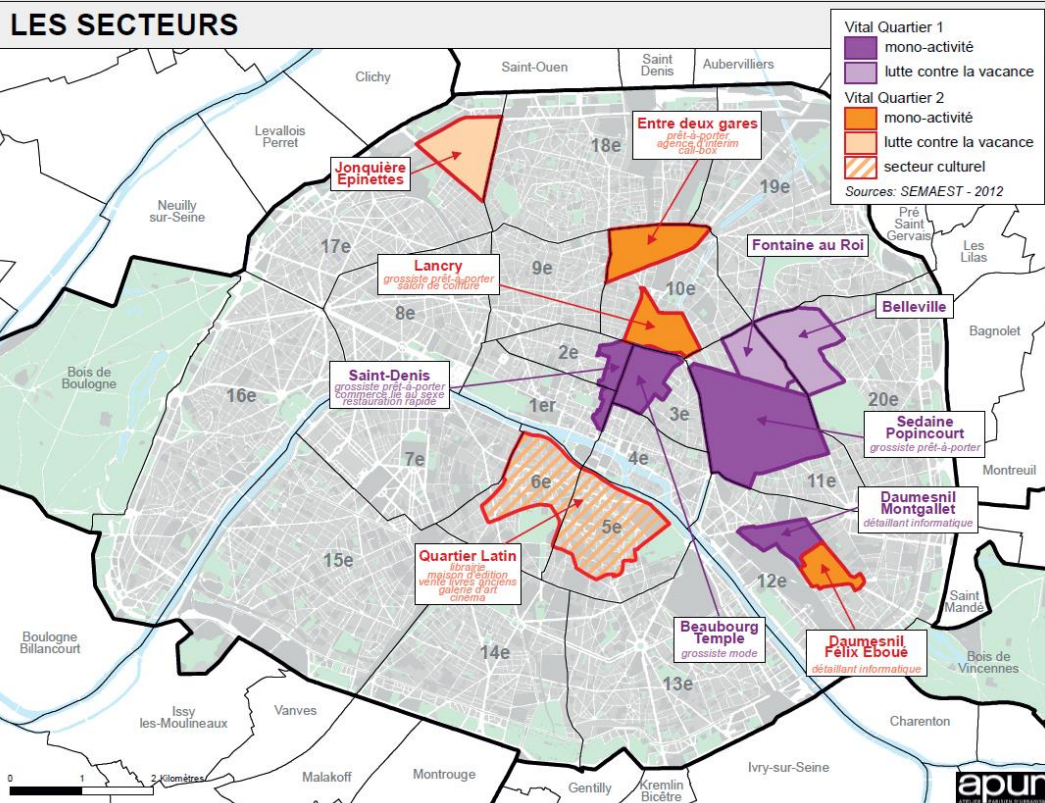 LES SECTEURS
Vital Quartier 1
mono-activité
lutte contre la vacance
Vital Quartier 2
mono-activité
lutte contre la vacance
secteur culturel
Sources: SEMAEST - 2012
Clichy
Saint-Ouen
Saint
Denis
Aubervilliers
Levallois
Perret
Neuilly
sur-Seine
Jonquière
Epinettes
Entre deux gares
prêt-à-porter
agence d'interim
call-box
18e
19e
17e
Pré
Saint
Gervais
Les
Lilas
Fontaine au Roi
Lancry
grossiste prêt-à-porter
salon de coiffure
9e
10e
8e
Belleville
Bagnolet
2e
Bois de
Boulogne
16e
Saint-Denis
grossiste prêt-à-porter
commerce lié au sexe
restauration rapide
1er
3e
20e
Sedaine
Popincourt
grossiste prêt-à-porter
7e
4e
6e
11e
Montreuil
5e
Daumesnil
Montgallet
détaillant informatique
15e
Quartier Latin
librairie
maison d'édition
vente livres anciens
galerie d'art
cinéma
12e
Saint
Mandé
Beaubourg
Temple
grossiste mode
Daumesnil
Félix Eboué
détaillant informatique
Boulogne
Billancourt
14e
13e
Bois de
Vincennes
Issy
les-Moulineaux
Vanves
Charenton
Malakoff
Montrouge
Gentilly
Kremlin
Bicêtre
Ivry-sur-Seine
0 1 2 Kilomètres
apur